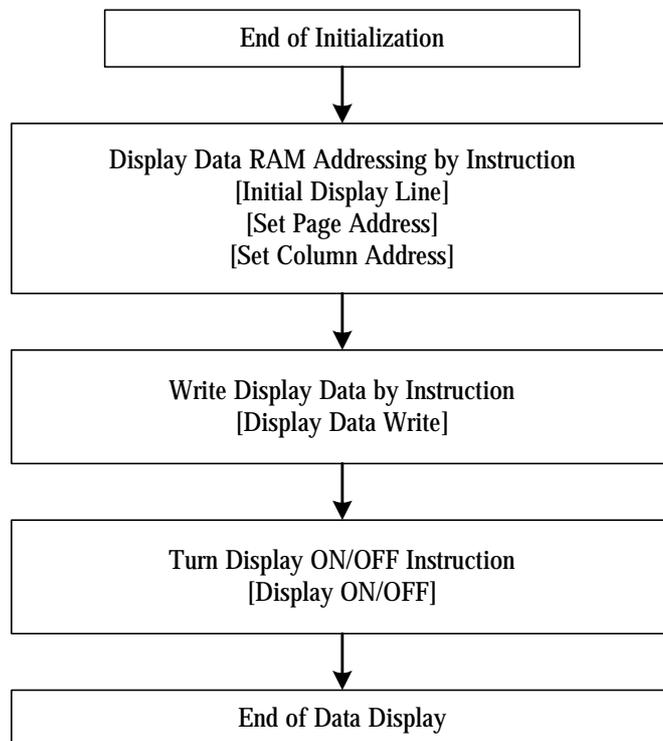 End of Initialization
Display Data RAM Addressing by Instruction
[Initial Display Line]
[Set Page Address]
[Set Column Address]
Write Display Data by Instruction
[Display Data Write]
Turn Display ON/OFF Instruction
[Display ON/OFF]
End of Data Display